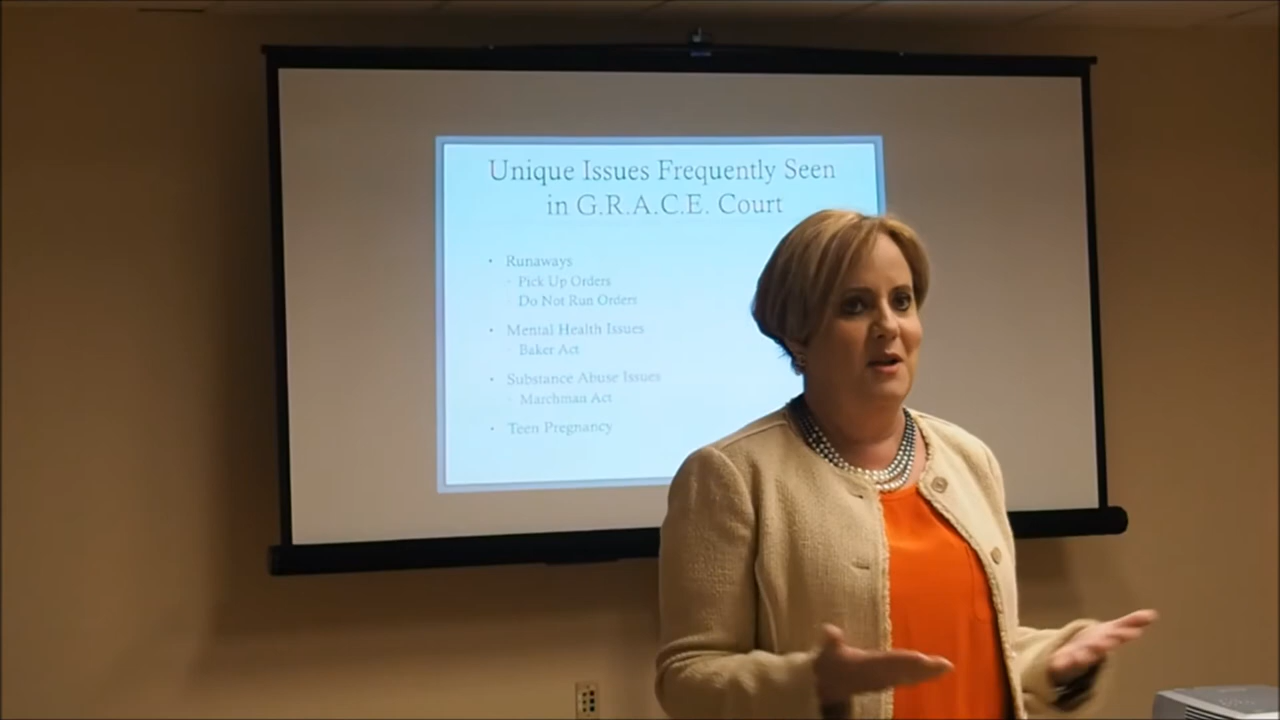 Unique Issues Frequently Seen
in G.R.A.C.E. Court
• Runaways
- Pick Up Orders
- Do Not Run Orders
• Mental Health Issues
- Baker Act
• Substance Abuse Issues
- Marchman Act
• Teen Pregnancy